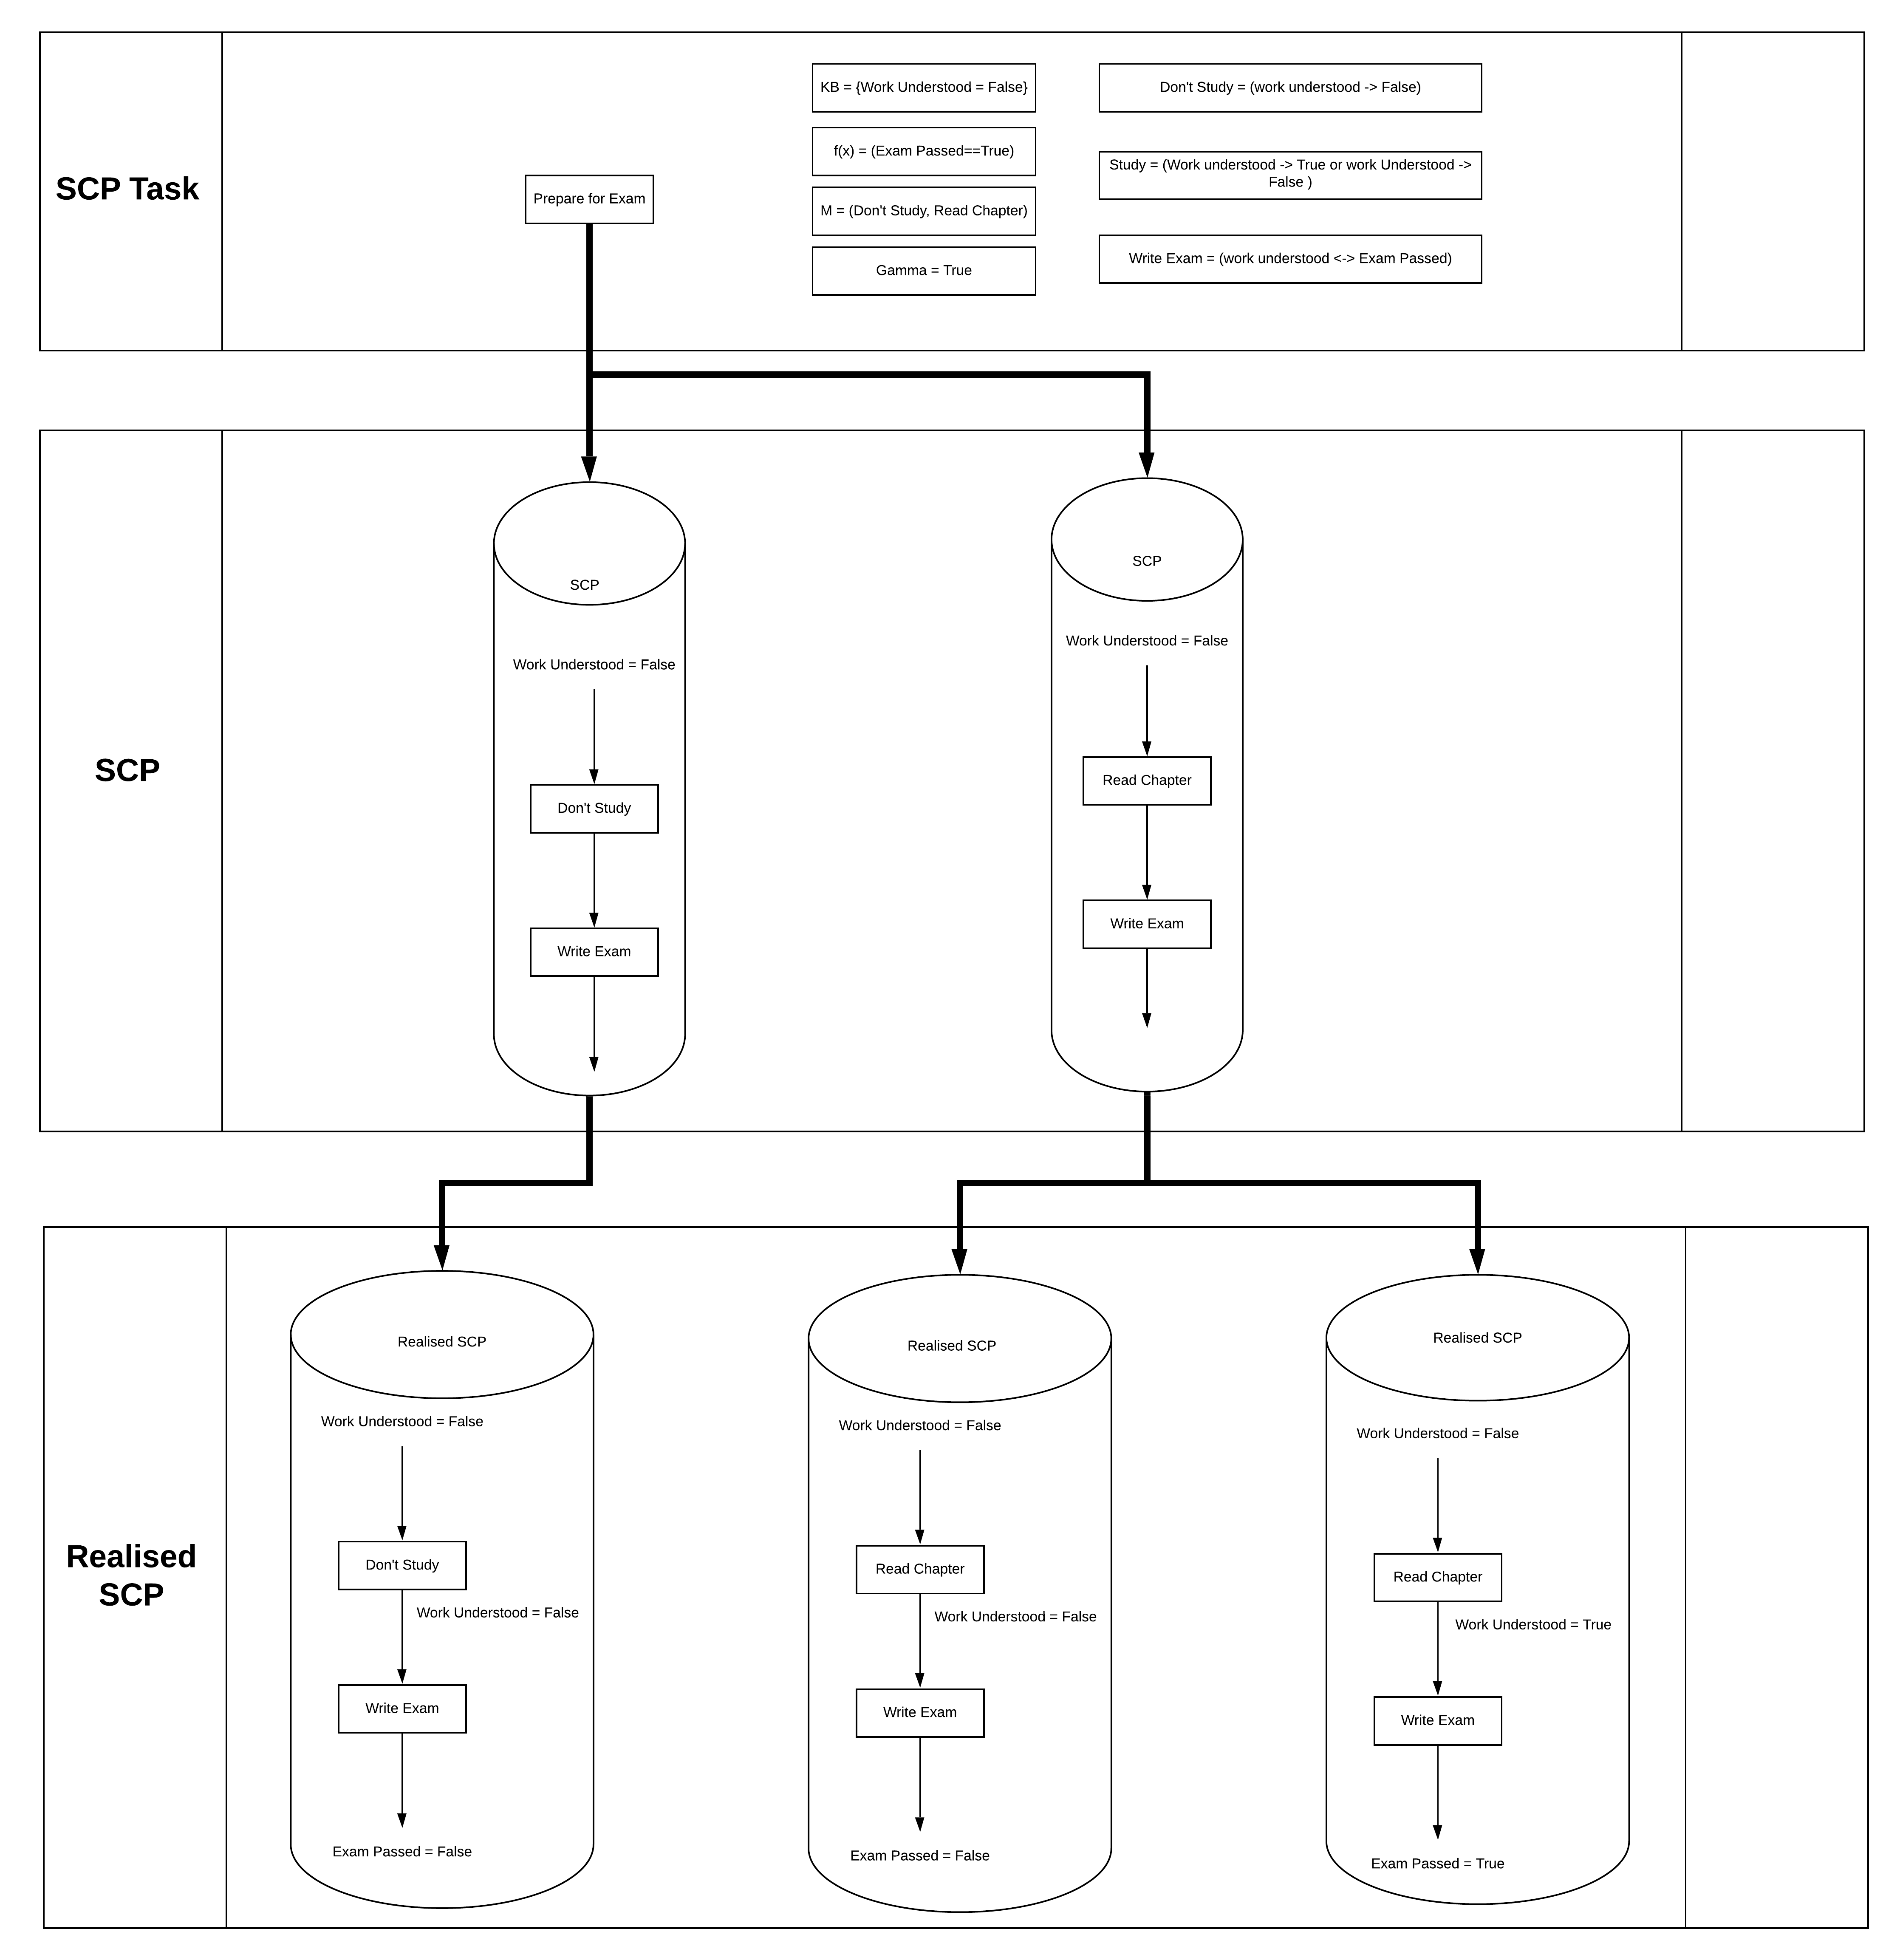 SCP Task
Prepare for Exam
KB = {Work Understood = False}
f(x) = (Exam Passed==True)
M = (Don't Study, Read Chapter)
Gamma = True
Don't Study = (work understood -> False)
Study = (Work understood -> True or work Understood ->
False )
Write Exam = (work understood <-> Exam Passed)
SCP
SCP
Work Understood = False
Don't Study
Write Exam
SCP
Work Understood = False
Read Chapter
Write Exam
Realised
SCP
Realised SCP
Work Understood = False
Don't Study
Work Understood = False
Write Exam
Exam Passed = False
Realised SCP
Work Understood = False
Read Chapter
Work Understood = False
Write Exam
Exam Passed = False
Realised SCP
Work Understood = False
Read Chapter
Work Understood = True
Write Exam
Exam Passed = True